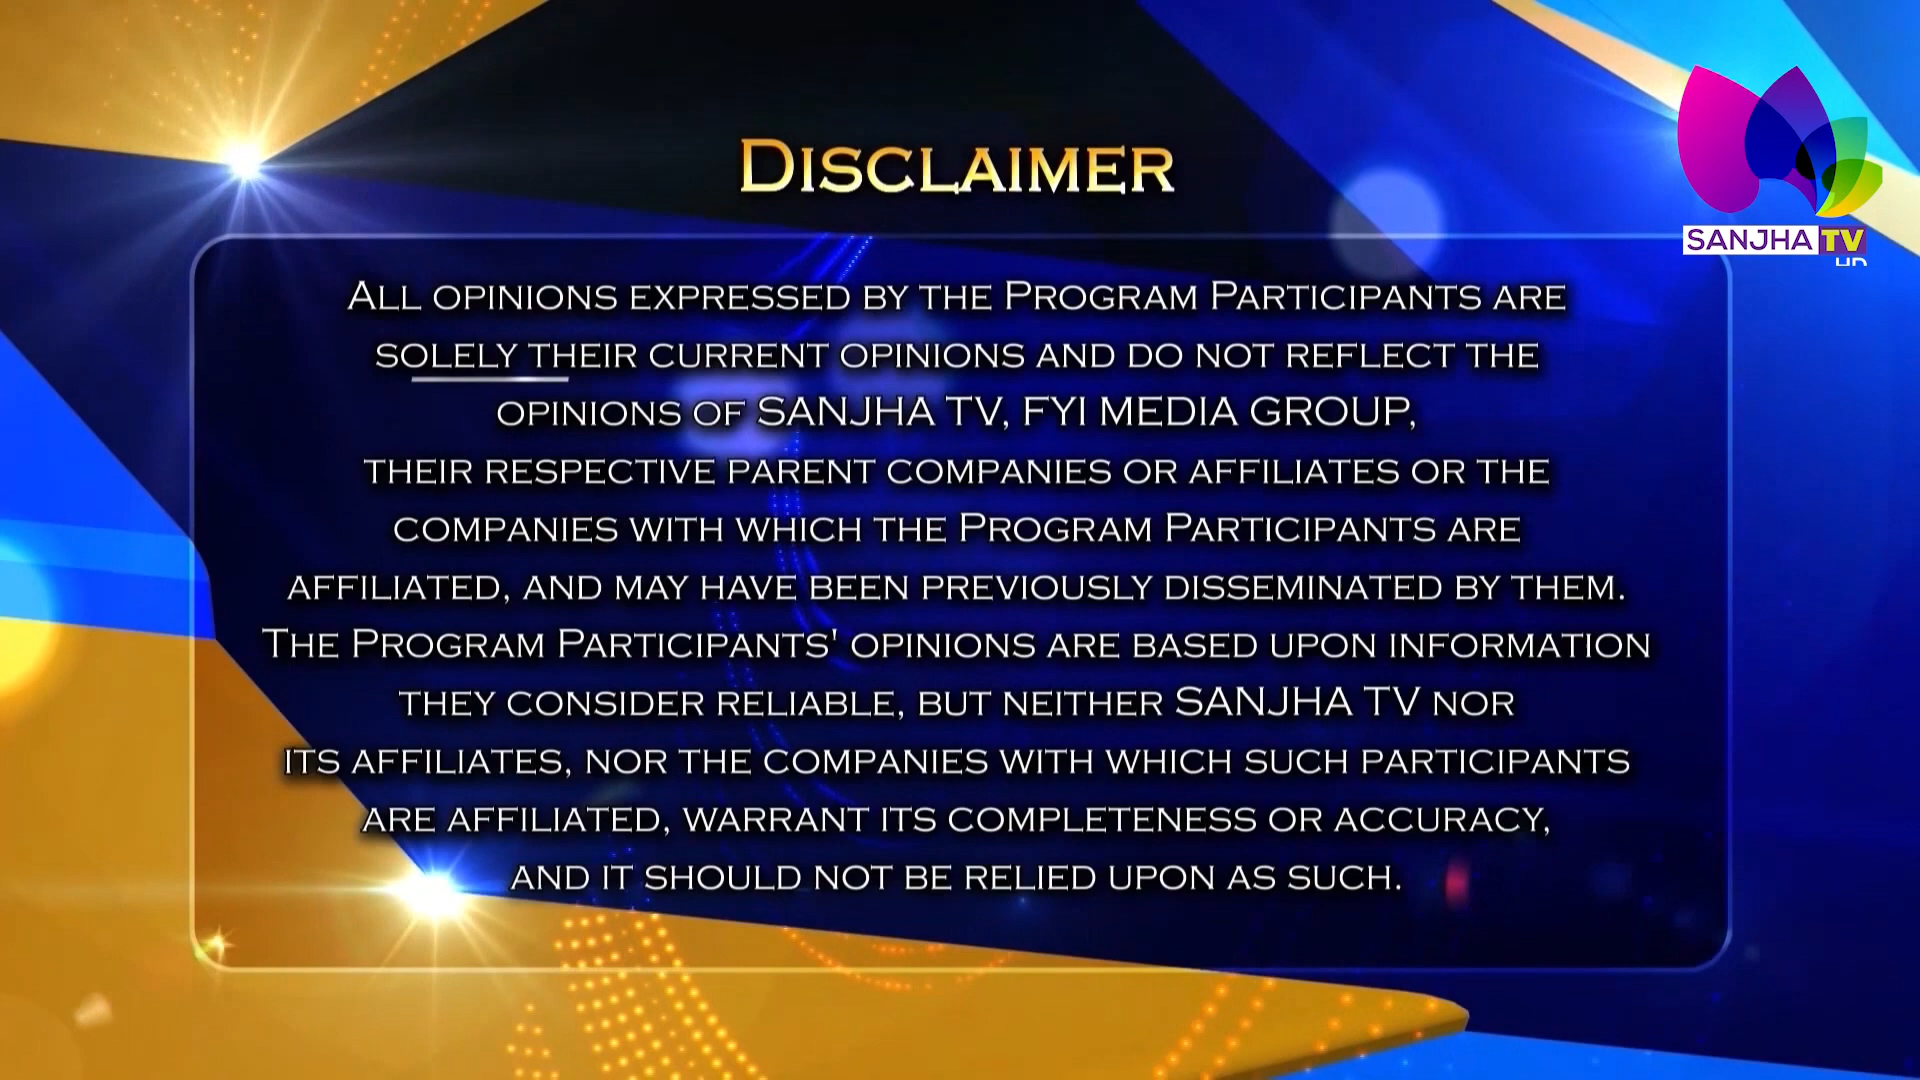 DISCLAIMER
SANJHA TV
HD
ALL OPINIONS EXPRESSED BY THE PROGRAM PARTICIPANTS ARE
SOLELY THEIR CURRENT OPINIONS AND DO NOT REFLECT THE
OPINIONS OF SANJHA TV, FYI MEDIA GROUP,
THEIR RESPECTIVE PARENT COMPANIES OR AFFILIATES OR THE
COMPANIES WITH WHICH THE PROGRAM PARTICIPANTS ARE
AFFILIATED, AND MAY HAVE BEEN PREVIOUSLY DISSEMINATED BY THEM.
THE PROGRAM PARTICIPANTS' OPINIONS ARE BASED UPON INFORMATION
THEY CONSIDER RELIABLE, BUT NEITHER SANJHA TV NOR
ITS AFFILIATES, NOR THE COMPANIES WITH WHICH SUCH PARTICIPANTS
ARE AFFILIATED, WARRANT ITS COMPLETENESS OR ACCURACY,
AND IT SHOULD NOT BE RELIED UPON AS SUCH.